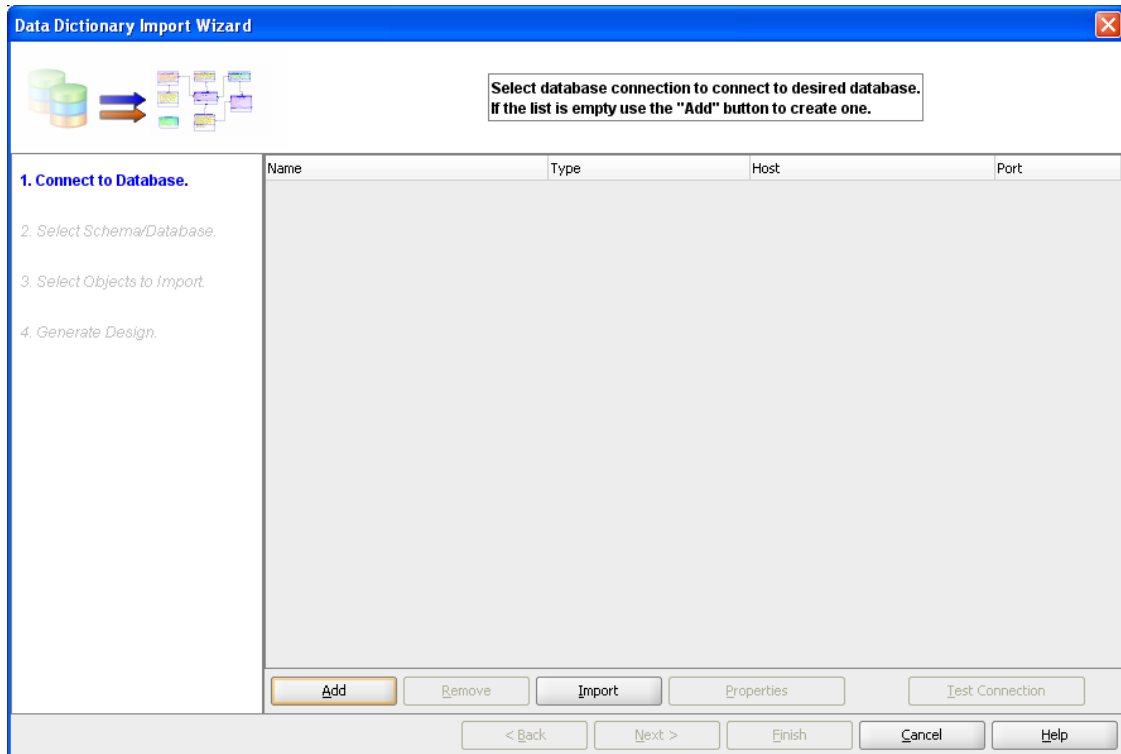 Data Dictionary Import Wizard
Select database connection to connect to desired database.
If the list is empty use the "Add" button to create one.
1. Connect to Database.
2. Select Schema/Database.
3. Select Objects to Import.
4. Generate Design.
Name Type Host Port
Add Remove Import Properties Test Connection
< Back Next > Finish Cancel Help